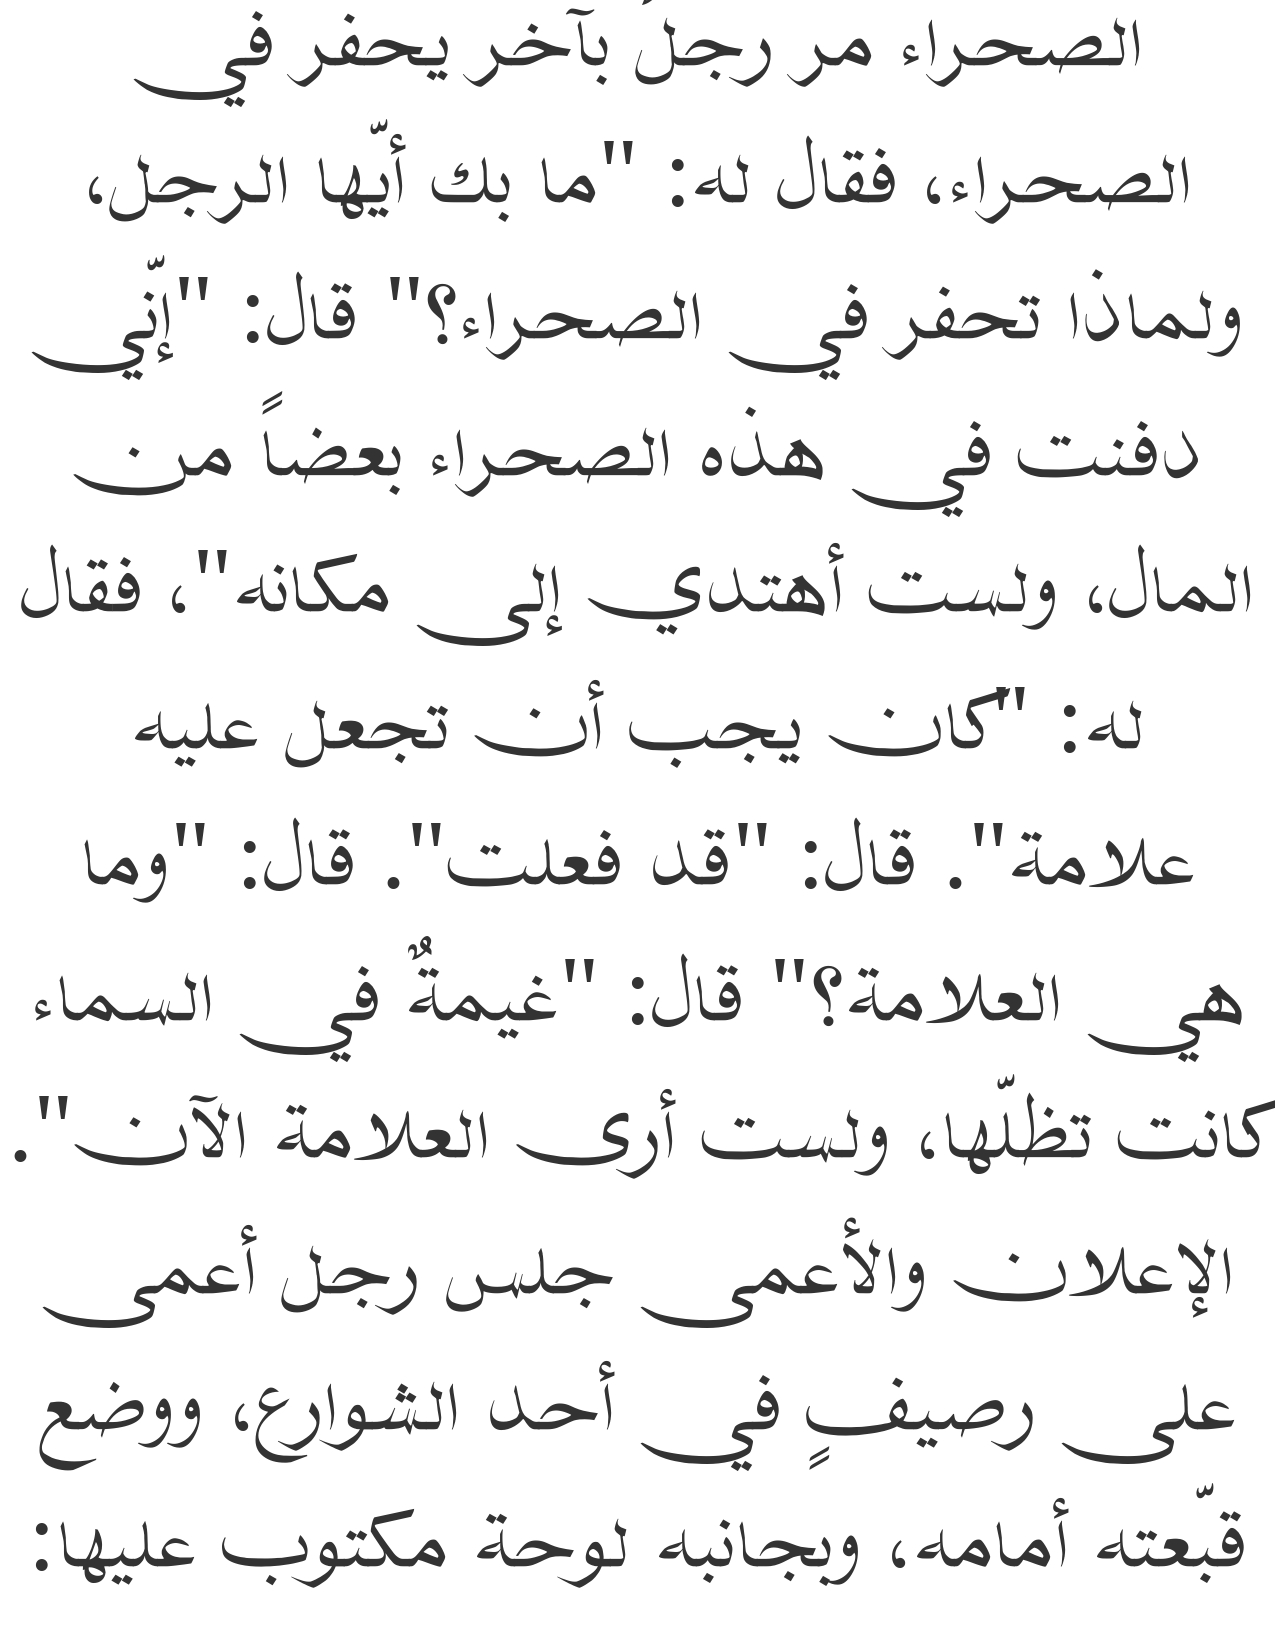 الصحراء مر رجلٌ بآخر يحفر في
الصحراء، فقال له: "ما بك أيّها الرجل،
ولماذا تحفر في الصحراء؟" قال: "إنّي
دفنت في هذه الصحراء بعضاً من
المال، ولست أهتدي إلى مكانه"، فقال
له: "كان يجب أن تجعل عليه
علامة". قال: "قد فعلت". قال: "وما
هي العلامة؟" قال: "غيمةٌ في السماء
كانت تظلّها، ولست أرى العلامة الآن".
الإعلان والأعمى جلس رجل أعمى
على رصيفٍ في أحد الشوارع، ووضع
قبّعته أمامه، وبجانبه لوحة مكتوب عليها: